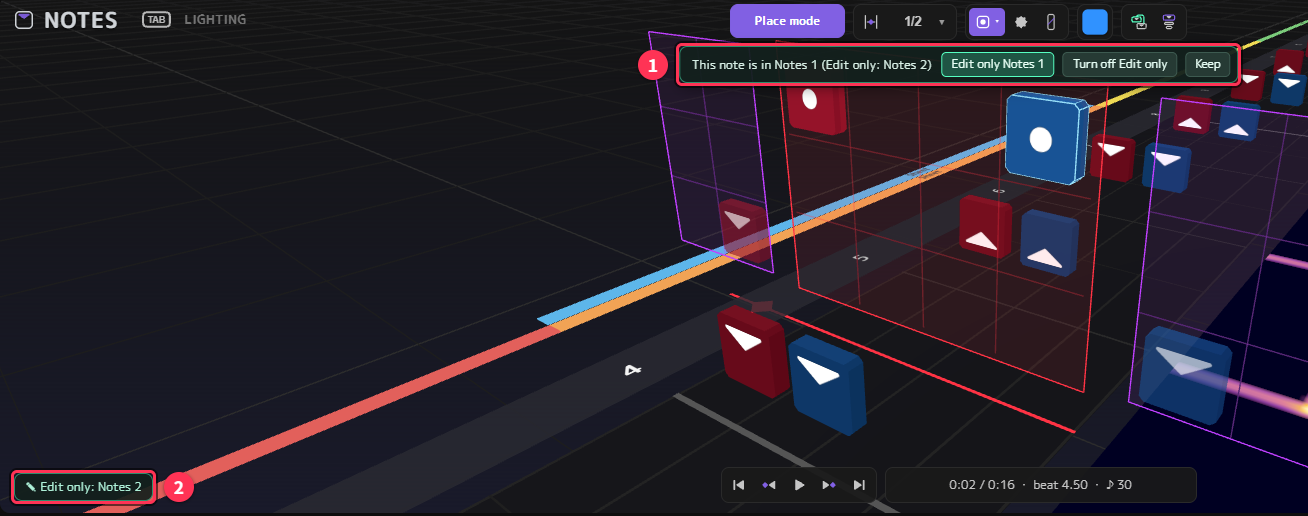 NOTES
TAB LIGHTING
Place mode
1/2
1
This note is in Notes 1 (Edit only: Notes 2)
Edit only Notes 1
Turn off Edit only
Keep
5
4
Edit only: Notes 2
2
0:02 / 0:16 · beat 4.50 · ♪ 30